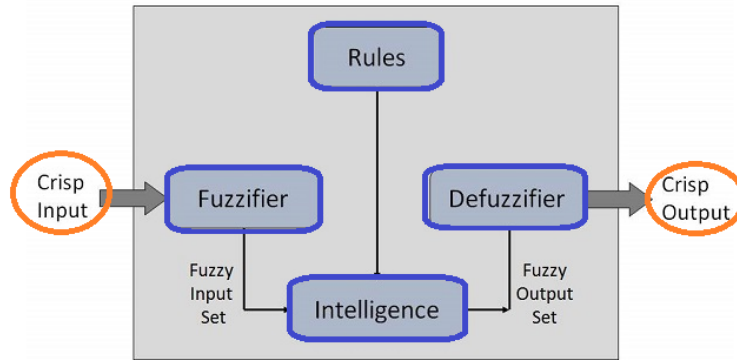 Rules
Crisp
Input
Fuzzifier
Defuzzifier
Crisp
Output
Fuzzy
Input
Set
Intelligence
Fuzzy
Output
Set